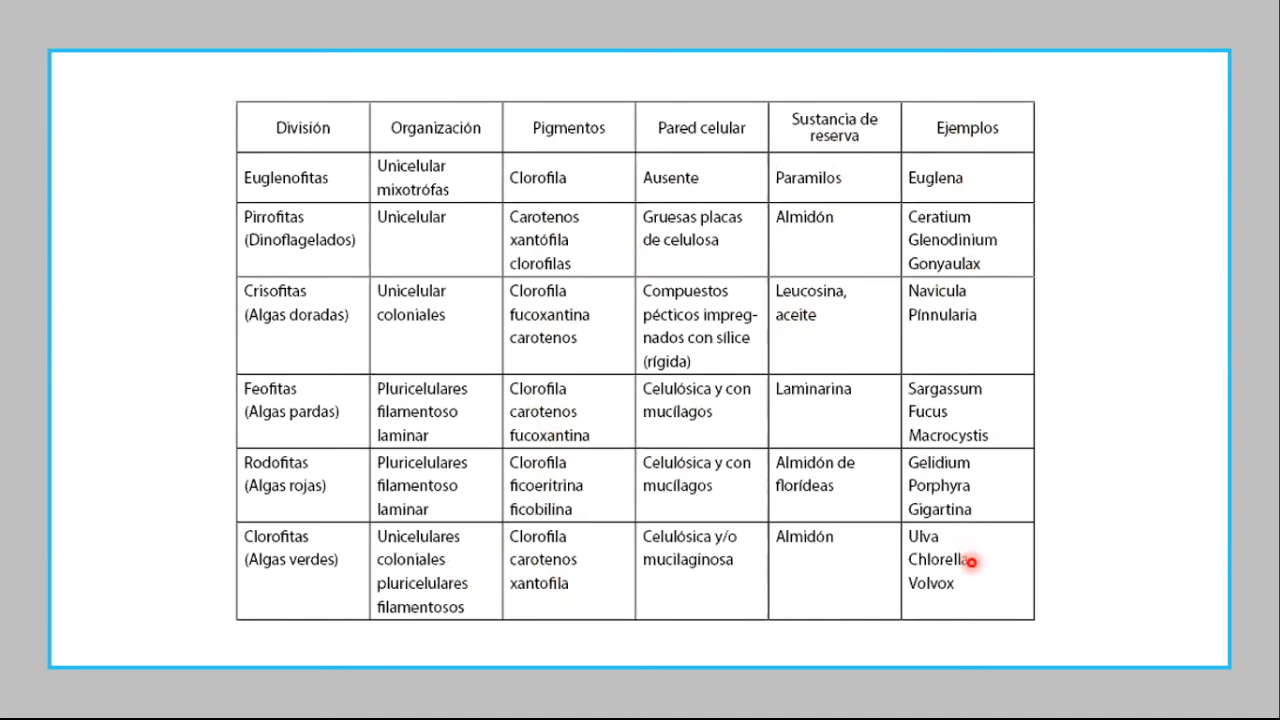 División
Organización
Pigmentos
Pared celular
Sustancia de
reserva
Ejemplos
Euglenofitas
Unicelular
mixotrófas
Clorofila
Ausente
Paramilos
Euglena
Pirrofitas
(Dinoflagelados)
Unicelular
Carotenos
xantófila
clorofilas
Gruesas placas
de celulosa
Almidón
Ceratium
Glenodinium
Gonyaulax
Crisofitas
(Algas doradas)
Unicelular
coloniales
Clorofila
fucoxantina
carotenos
Compuestos
pécticos impreg-
nados con sílice
(rígida)
Leucosina,
aceite
Navicula
Pínnularia
Feofitas
(Algas pardas)
Pluricelulares
filamentoso
laminar
Clorofila
carotenos
fucoxantina
Celulósica y con
mucílagos
Laminarina
Sargassum
Fucus
Macrocystis
Rodofitas
(Algas rojas)
Pluricelulares
filamentoso
laminar
Clorofila
ficoeritrina
ficobilina
Celulósica y con
mucílagos
Almidón de
florídeas
Gelidium
Porphyra
Gigartina
Clorofitas
(Algas verdes)
Unicelulares
coloniales
pluricelulares
filamentosos
Clorofila
carotenos
xantofila
Celulósica y/o
mucilaginosa
Almidón
Ulva
Chlorella
Volvox